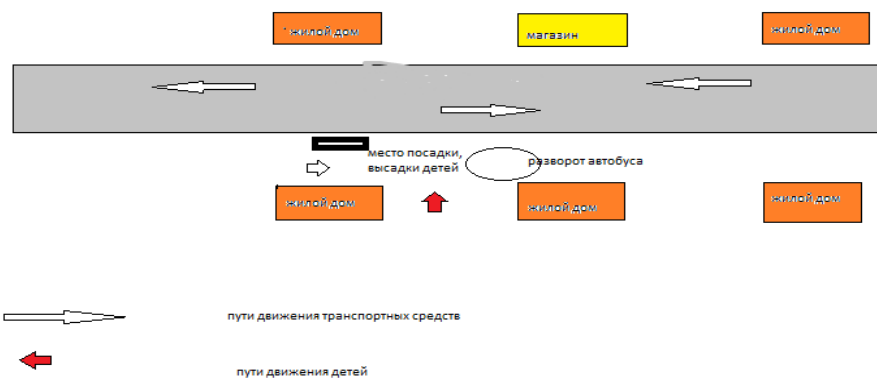 жилой дом
магазин
жилой дом
место посадки,
высадки детей
разворот автобуса
жилой дом
жилой дом
жилой дом
пути движения транспортных средств
пути движения детей